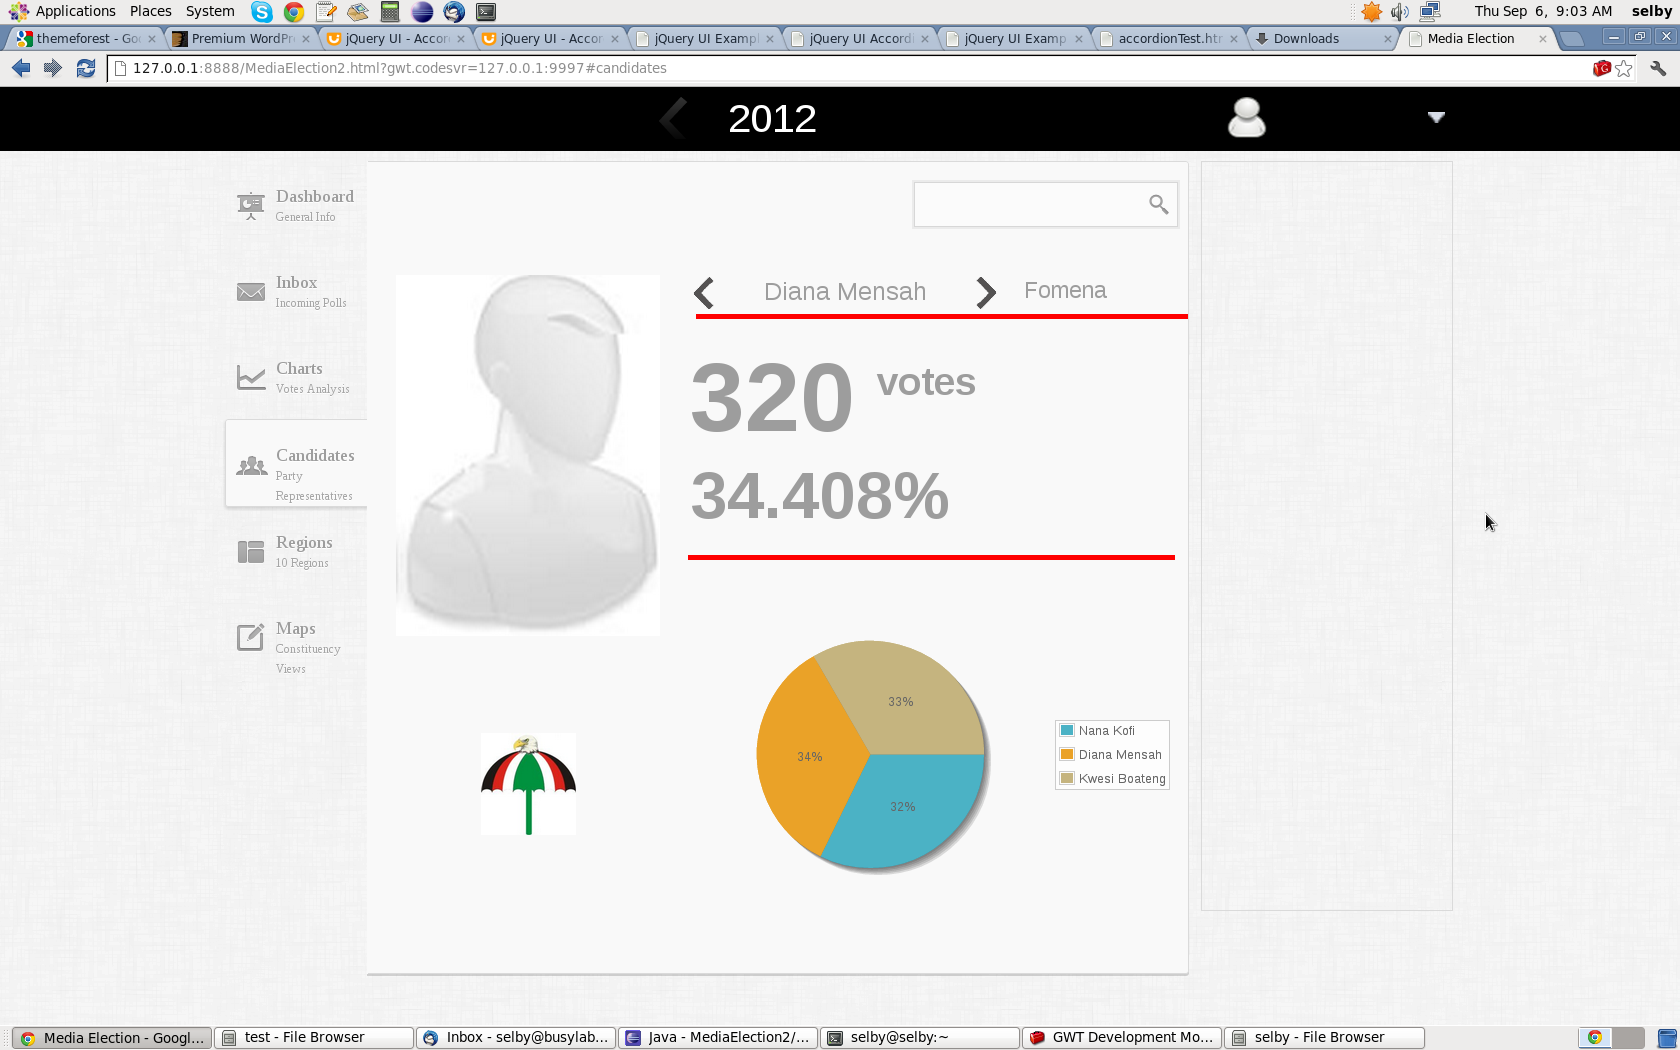 Applications Places System Thu Sep 6, 9:03 AM selby
themeforest - Go
Premium WordPr
jQuery UI - Accor
jQuery UI - Accor
jQuery UI Exampl
jQuery UI Accordi
jQuery UI Examp
accordionTest.htr
Downloads
Media Election
127.0.0.1:8888/MediaElection2.html?gwt.codesvr=127.0.0.1:9997#candidates
2012
Dashboard
General Info
Inbox
Incoming Polls
Charts
Votes Analysis
Candidates
Party
Representatives
Regions
10 Regions
Maps
Constituency
Views
Diana Mensah Fomena
320 votes
34.408%
33%
34%
32%
Nana Kofi
Diana Mensah
Kwesi Boateng
Media Election - Googl...
test - File Browser
Inbox - selby@busylab...
Java - MediaElection2/...
selby@selby:~
GWT Development Mo...
selby - File Browser